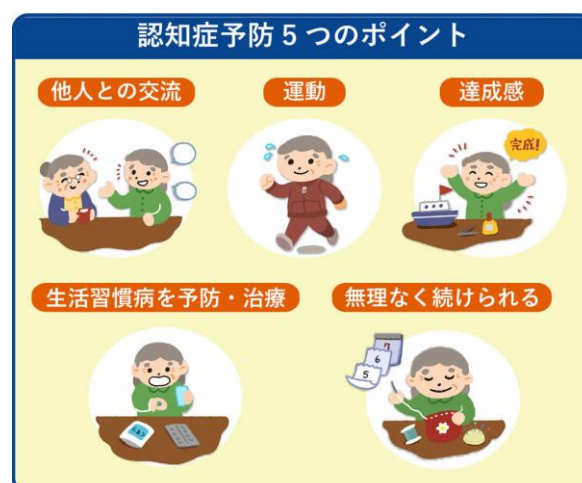 認知症予防５つのポイント
他人との交流
運動
達成感
完成!
生活習慣病を予防・治療
無理なく続けられる
6
5